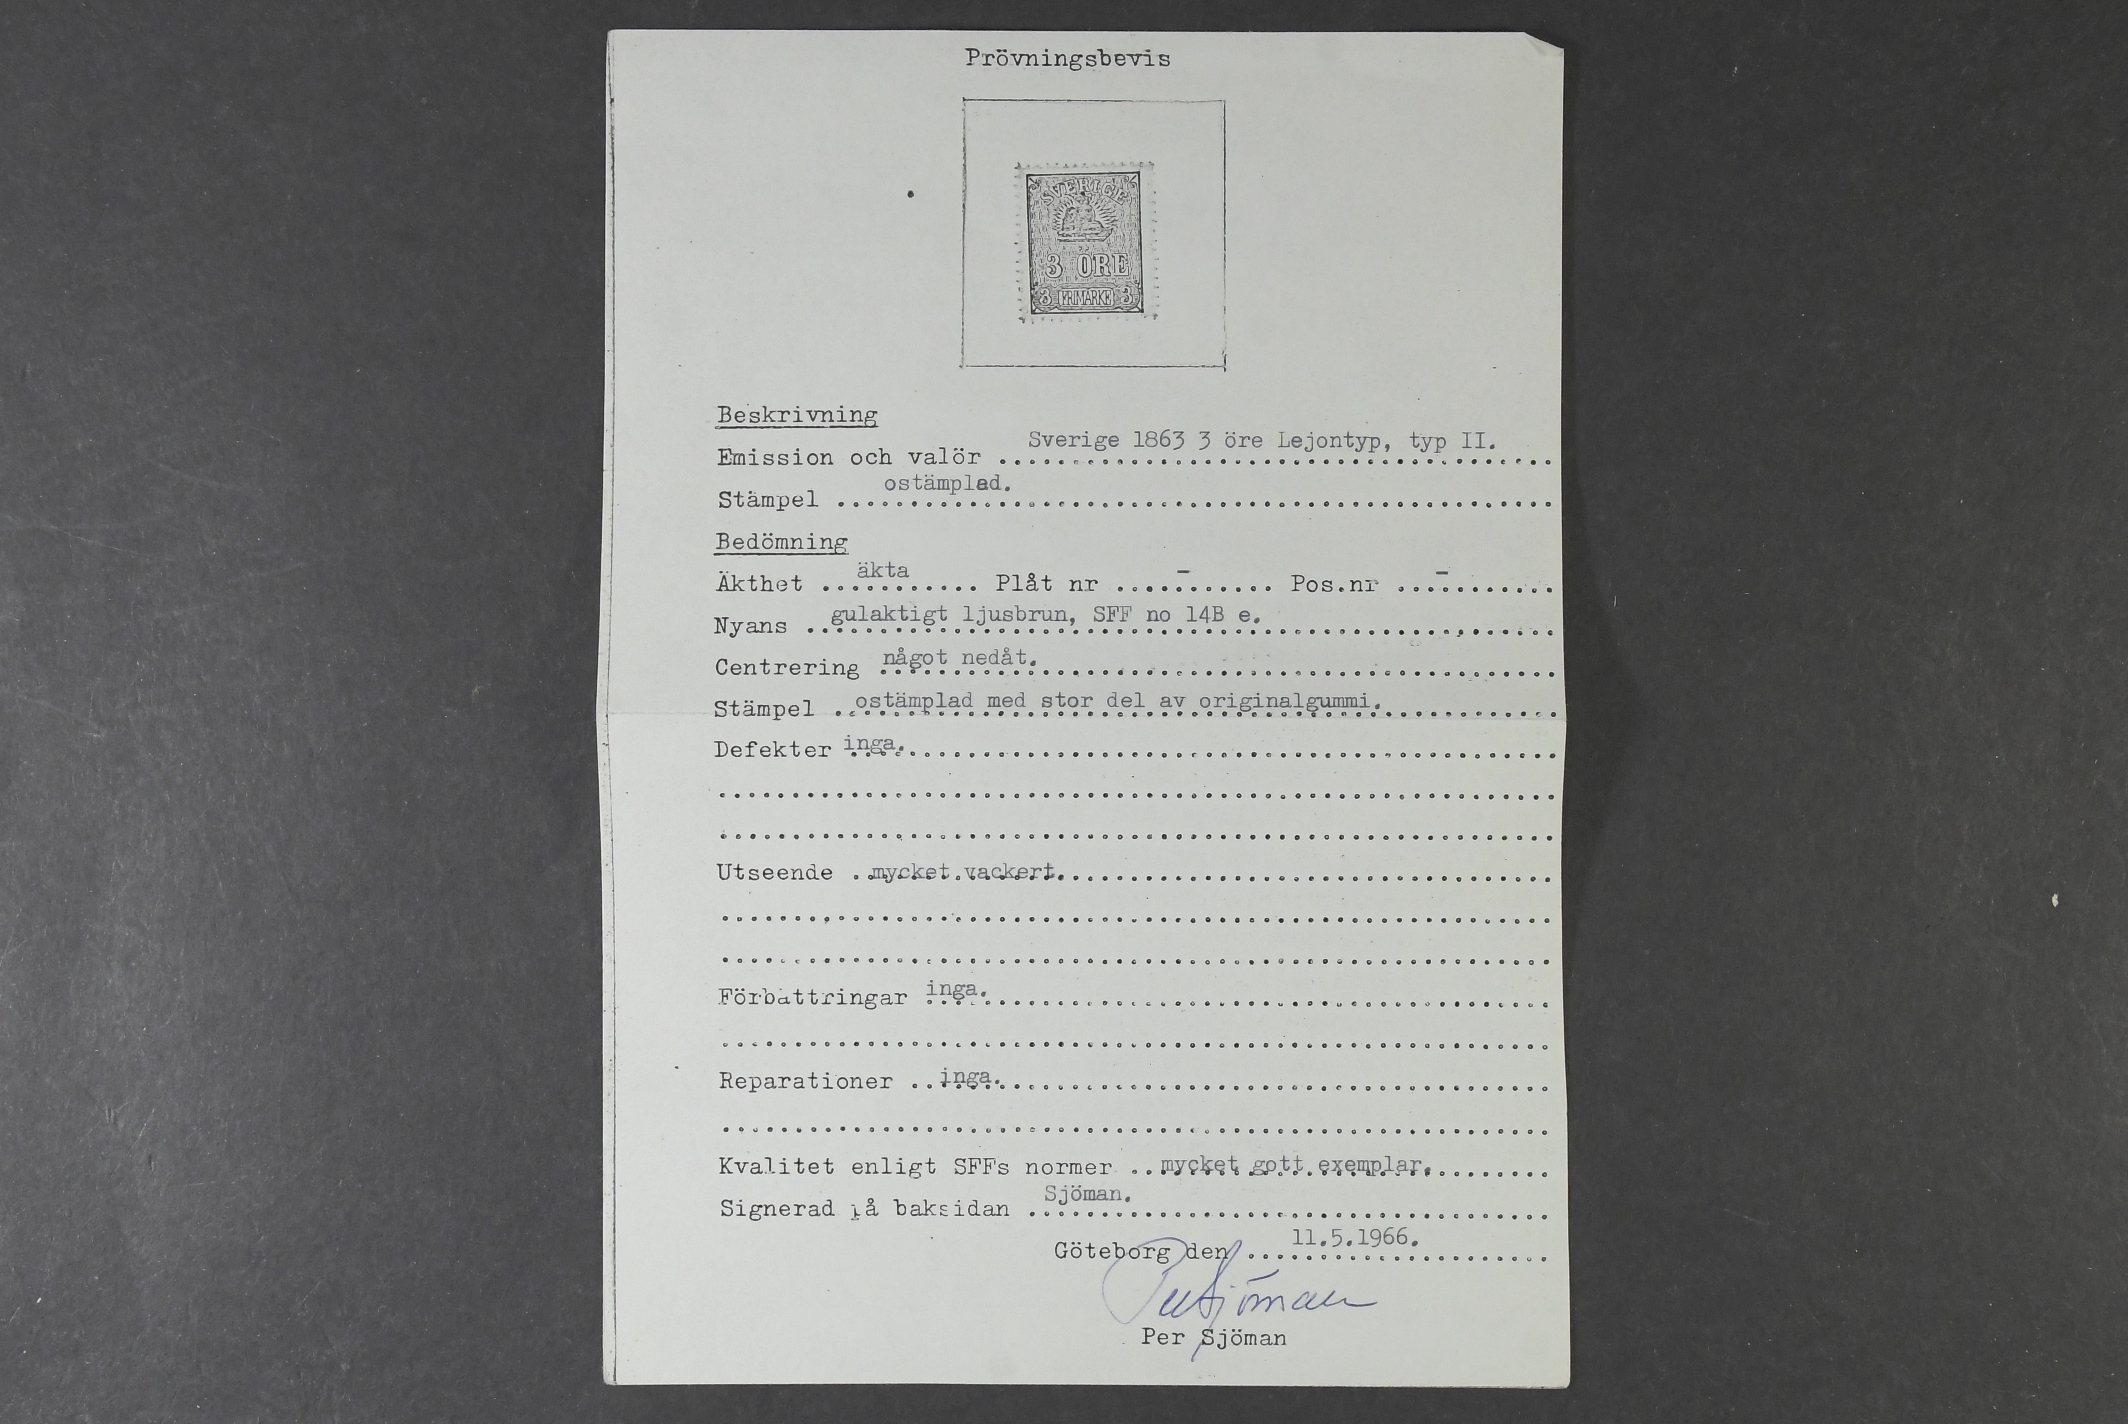 Prövningsbevis
SVERIGE
3 ÖRE
3 FRIMÄRKE 3
Beskrivning
Emission och valör Sverige 1863 3 öre Lejontyp, typ II.
Stämpel ostämplad.
Bedömning
Äkthet äkta Plåt nr - Pos.nr -
Nyans gulaktigt ljusbrun, SFF no 14B e.
Centrering något nedåt.
Stämpel ostämplad med stor del av originalgummi.
Defekter inga.
Utseende mycket vackert.
Förbättringar inga.
Reparationer inga.
Kvalitet enligt SFFs normer mycket gott exemplar.
Signerad på baksidan Sjöman.
Göteborg den 11.5.1966.
Per Sjöman
Per Sjöman